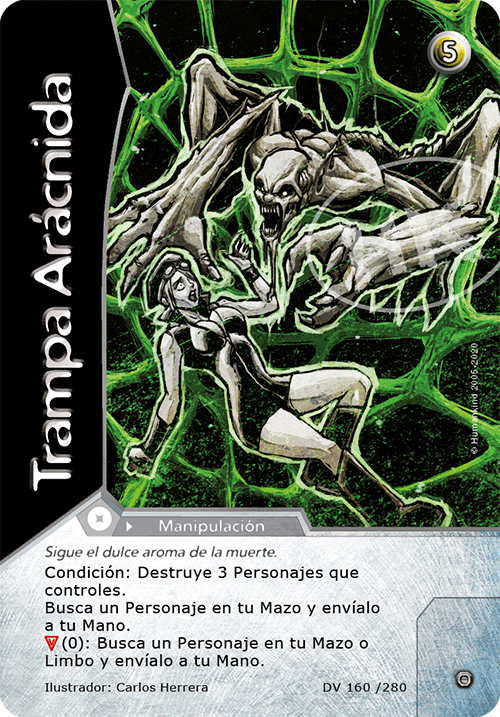 5
Trampa Arácnida
© HumanKind 2006-2020
Manipulación
Sigue el dulce aroma de la muerte.
Condición: Destruye 3 Personajes que
controles.
Busca un Personaje en tu Mazo y envíalo
a tu Mano.
(0): Busca un Personaje en tu Mazo o
Limbo y envíalo a tu Mano.
Ilustrador: Carlos Herrera
DV 160 /280